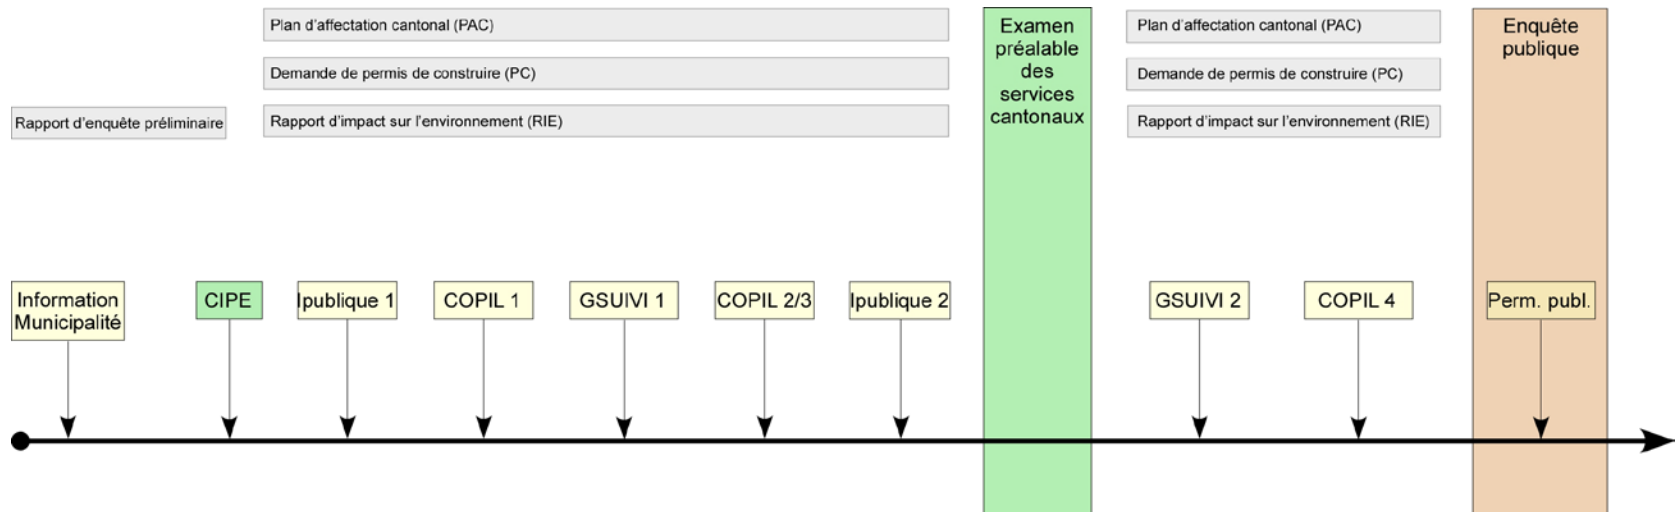 Plan d'affectation cantonal (PAC)
Demande de permis de construire (PC)
Rapport d'enquête préliminaire
Rapport d'impact sur l'environnement (RIE)
Examen
préalable
des
services
cantonaux
Plan d'affectation cantonal (PAC)
Demande de permis de construire (PC)
Rapport d'impact sur l'environnement (RIE)
Enquête
publique
Information
Municipalité
CIPE
Ipublique 1
COPIL 1
GSUIVI 1
COPIL 2/3
Ipublique 2
GSUIVI 2
COPIL 4
Perm. publ.